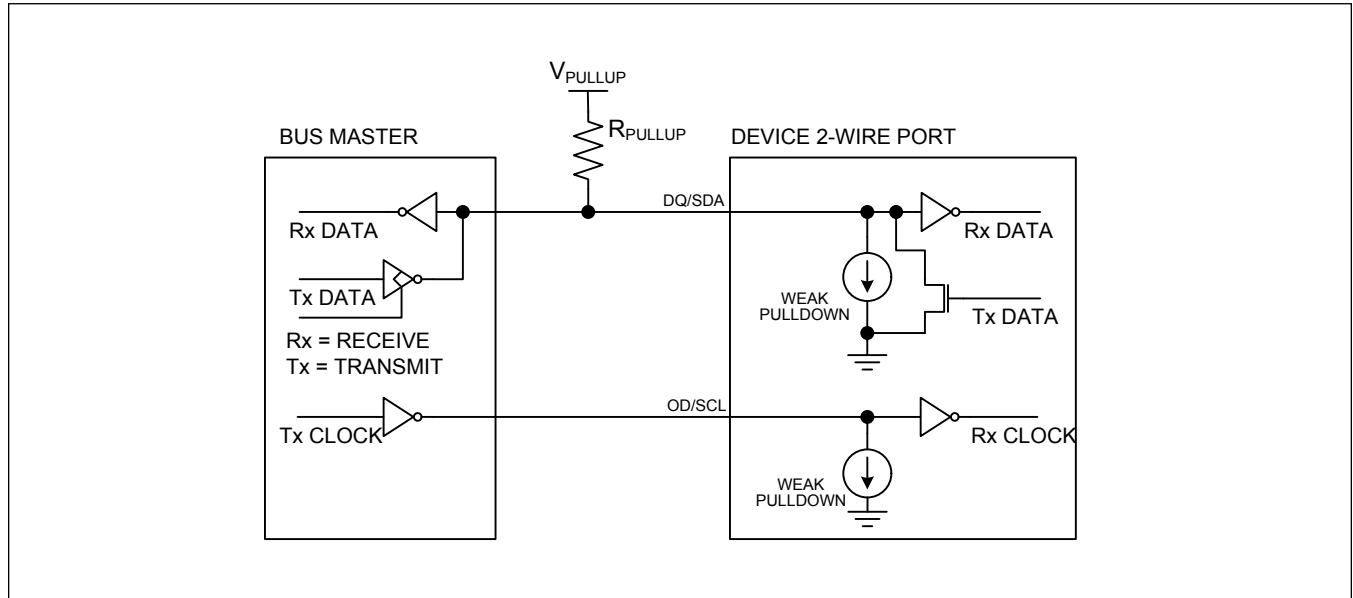 VPULLUP
RPULLUP
BUS MASTER
DEVICE 2-WIRE PORT
DQ/SDA
Rx DATA
Rx DATA
Tx DATA
WEAK
PULLDOWN
Tx DATA
Rx = RECEIVE
Tx = TRANSMIT
OD/SCL
Tx CLOCK
Rx CLOCK
WEAK
PULLDOWN